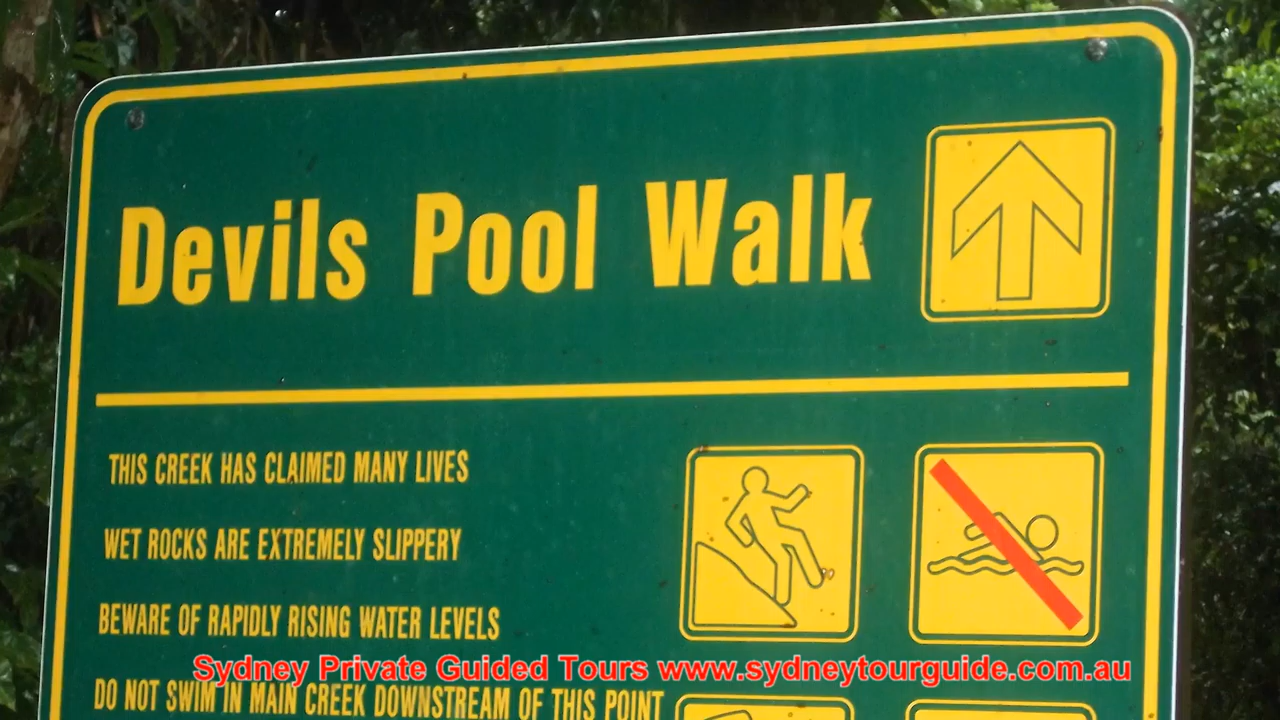 Devils Pool Walk
THIS CREEK HAS CLAIMED MANY LIVES
WET ROCKS ARE EXTREMELY SLIPPERY
BEWARE OF RAPIDLY RISING WATER LEVELS
Sydney Private Guided Tours www.sydneytourguide.com.au
DO NOT SWIM IN MAIN CREEK DOWNSTREAM OF THIS POINT